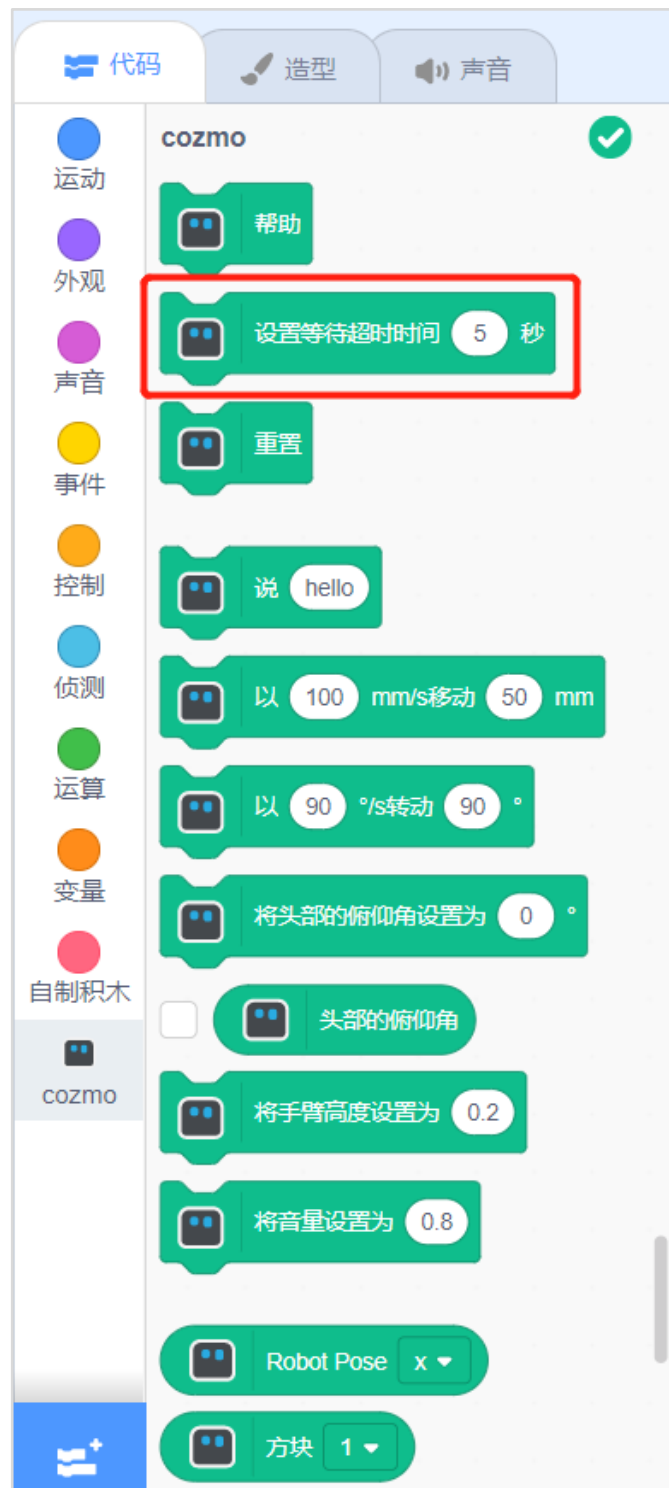 代码 造型 声音
运动
外观
声音
事件
控制
侦测
运算
变量
自制积木
cozmo
cozmo
帮助
设置等待超时时间 5 秒
重置
说 hello
以 100 mm/s移动 50 mm
以 90 °/s转动 90 °
将头部的俯仰角设置为 0 °
头部的俯仰角
将手臂高度设置为 0.2
将音量设置为 0.8
Robot Pose x
方块 1